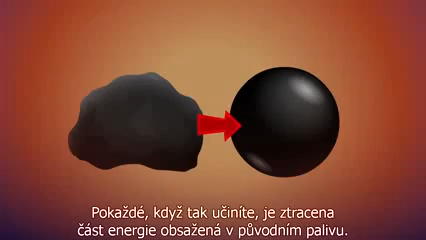 Pokaždé, když tak učiníte, je ztracena
část energie obsažená v původním palivu.